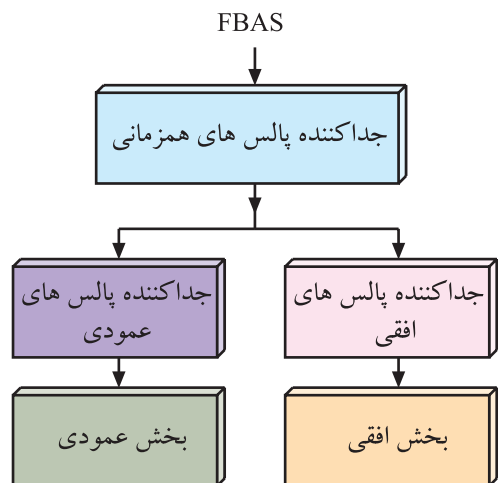 FBAS
جداکننده پالس های همزمانی
جداکننده پالس های
افقی
جداکننده پالس های
عمودی
بخش افقی
بخش عمودی